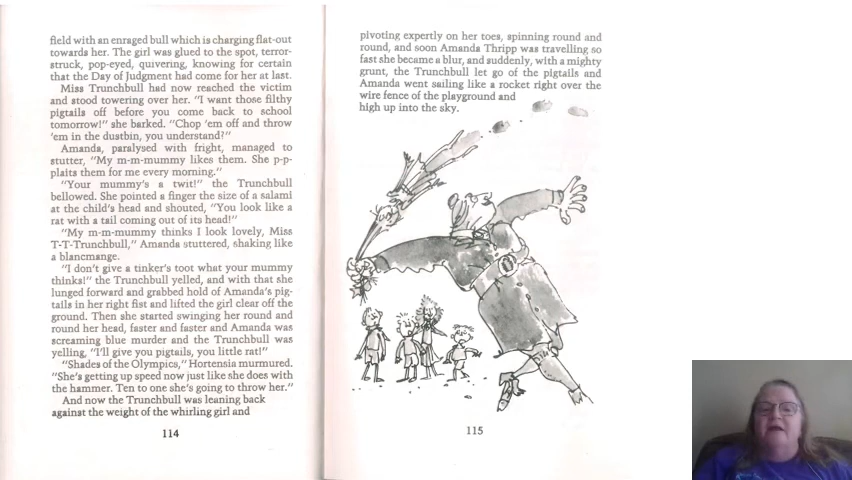 field with an enraged bull which is charging flat-out
towards her. The girl was glued to the spot, terror-
struck, pop-eyed, quivering, knowing for certain
that the Day of Judgment had come for her at last.
Miss Trunchbull had now reached the victim
and stood towering over her. "I want those filthy
pigtails off before you come back to school
tomorrow!" she barked. "Chop 'em off and throw
'em in the dustbin, you understand?"
Amanda, paralysed with fright, managed to
stutter, "My m-m-mummy likes them. She p-p-
plaits them for me every morning."
"Your mummy's a twit!" the Trunchbull
bellowed. She pointed a finger the size of a salami
at the child's head and shouted, "You look like a
rat with a tail coming out of its head!"
"My m-m-mummy thinks I look lovely, Miss
T-T-Trunchbull," Amanda stuttered, shaking like
a blancmange.
"I don't give a tinker's toot what your mummy
thinks!" the Trunchbull yelled, and with that she
lunged forward and grabbed hold of Amanda's pig-
tails in her right fist and lifted the girl clear off the
ground. Then she started swinging her round and
round her head, faster and faster and Amanda was
screaming blue murder and the Trunchbull was
yelling, "I'll give you pigtails, you little rat!"
"Shades of the Olympics," Hortensia murmured.
"She's getting up speed now just like she does with
the hammer. Ten to one she's going to throw her."
And now the Trunchbull was leaning back
against the weight of the whirling girl and
114
pivoting expertly on her toes, spinning round and
round, and soon Amanda Thripp was travelling so
fast she became a blur, and suddenly, with a mighty
grunt, the Trunchbull let go of the pigtails and
Amanda went sailing like a rocket right over the
wire fence of the playground and
high up into the sky.
115